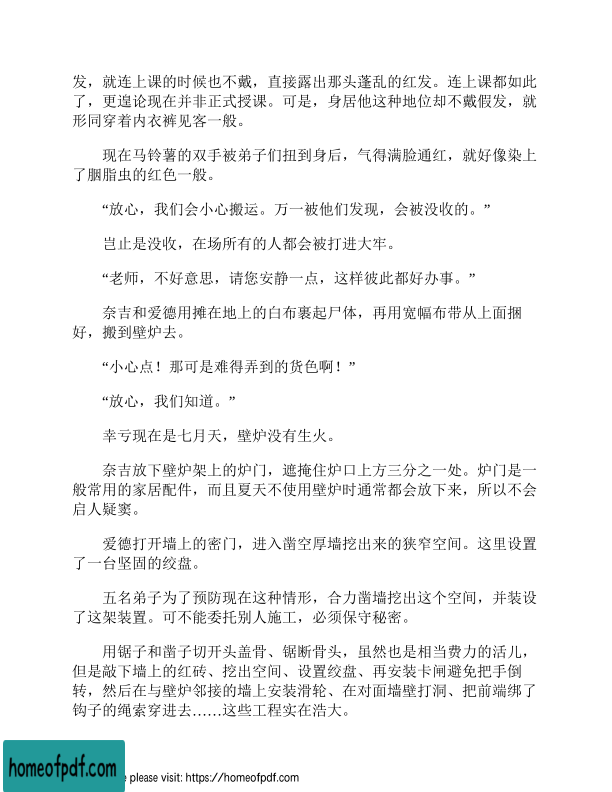 发，就连上课的时候也不戴，直接露出那头蓬乱的红发。连上课都如此
了，更遑论现在并非正式授课。可是，身居他这种地位却不戴假发，就
形同穿着内衣裤见客一般。
现在马铃薯的双手被弟子们扭到身后，气得满脸通红，就好像染上
了胭脂虫的红色一般。
“放心，我们会小心搬运。万一被他们发现，会被没收的。”
岂止是没收，在场所有的人都会被打进大牢。
“老师，不好意思，请您安静一点，这样彼此都好办事。”
奈吉和爱德用摊在地上的白布裹起尸体，再用宽幅布带从上面捆
好，搬到壁炉去。
“小心点！那可是难得弄到的货色啊！”
“放心，我们知道。”
幸亏现在是七月天，壁炉没有生火。
奈吉放下壁炉架上的炉门，遮掩住炉口上方三分之一处。炉门是一
般常用的家居配件，而且夏天不使用壁炉时通常都会放下来，所以不会
启人疑窦。
爱德打开墙上的密门，进入凿空厚墙挖出来的狭窄空间。这里设置
了一台坚固的绞盘。
五名弟子为了预防现在这种情形，合力凿墙挖出这个空间，并装设
了这架装置。可不能委托别人施工，必须保守秘密。
用锯子和凿子切开头盖骨、锯断骨头，虽然也是相当费力的活儿，
但是敲下墙上的红砖、挖出空间、设置绞盘、再安装卡闸避免把手倒
转，然后在与壁炉邻接的墙上安装滑轮、在对面墙壁打洞、把前端绑了
钩子的绳索穿进去……这些工程实在浩大。
homeofpdf.com
e please visit: https://homeofpdf.com